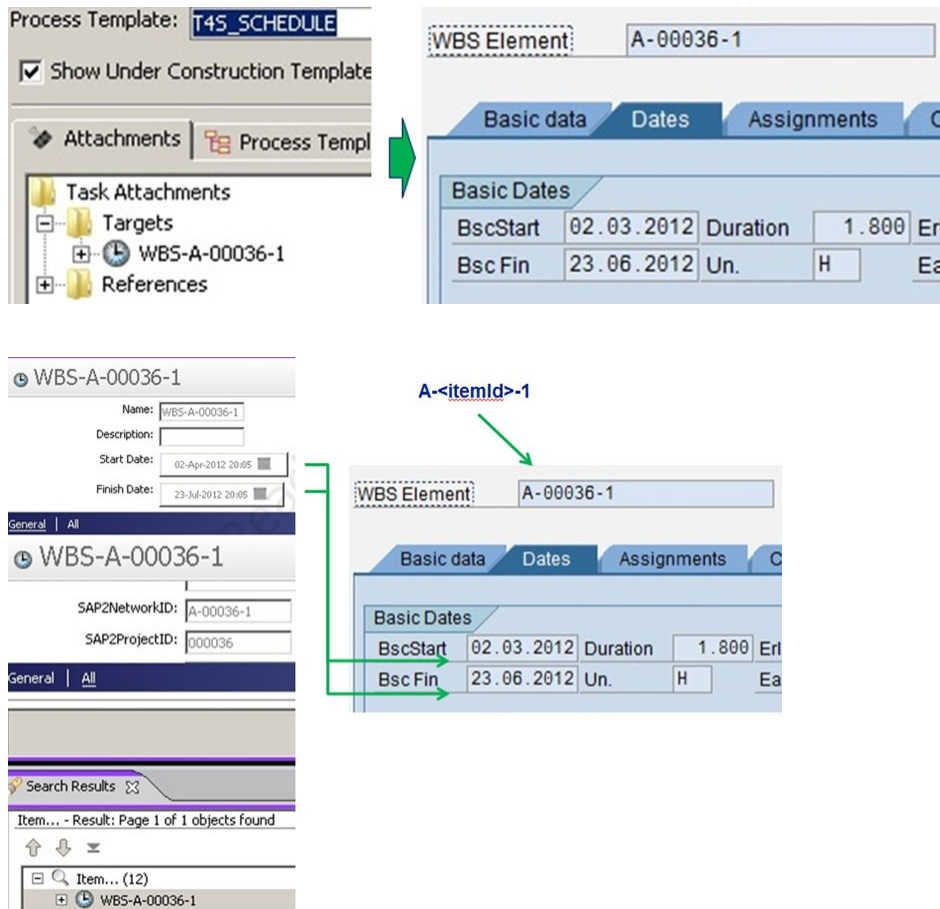 Process Template: T4S_SCHEDULE
Show Under Construction Template
Attachments Process Templ
Task Attachments
Targets
WBS-A-00036-1
References
WBS Element A-00036-1
Basic data Dates Assignments C
Basic Dates
BscStart 02.03.2012 Duration 1.800 Er
Bsc Fin 23.06.2012 Un. H Ea
WBS-A-00036-1
Name: WBS-A-00036-1
Description:
Start Date: 02-Apr-2012 20:05
Finish Date: 23-Jul-2012 20:05
General | All
WBS-A-00036-1
SAP2NetworkID: A-00036-1
SAP2ProjectID: 000036
General | All
Search Results
Item... - Result: Page 1 of 1 objects found
Item... (12)
WBS-A-00036-1
A-<itemId>-1
WBS Element A-00036-1
Basic data Dates Assignments C
Basic Dates
BscStart 02.03.2012 Duration 1.800 Erl
Bsc Fin 23.06.2012 Un. H Ea